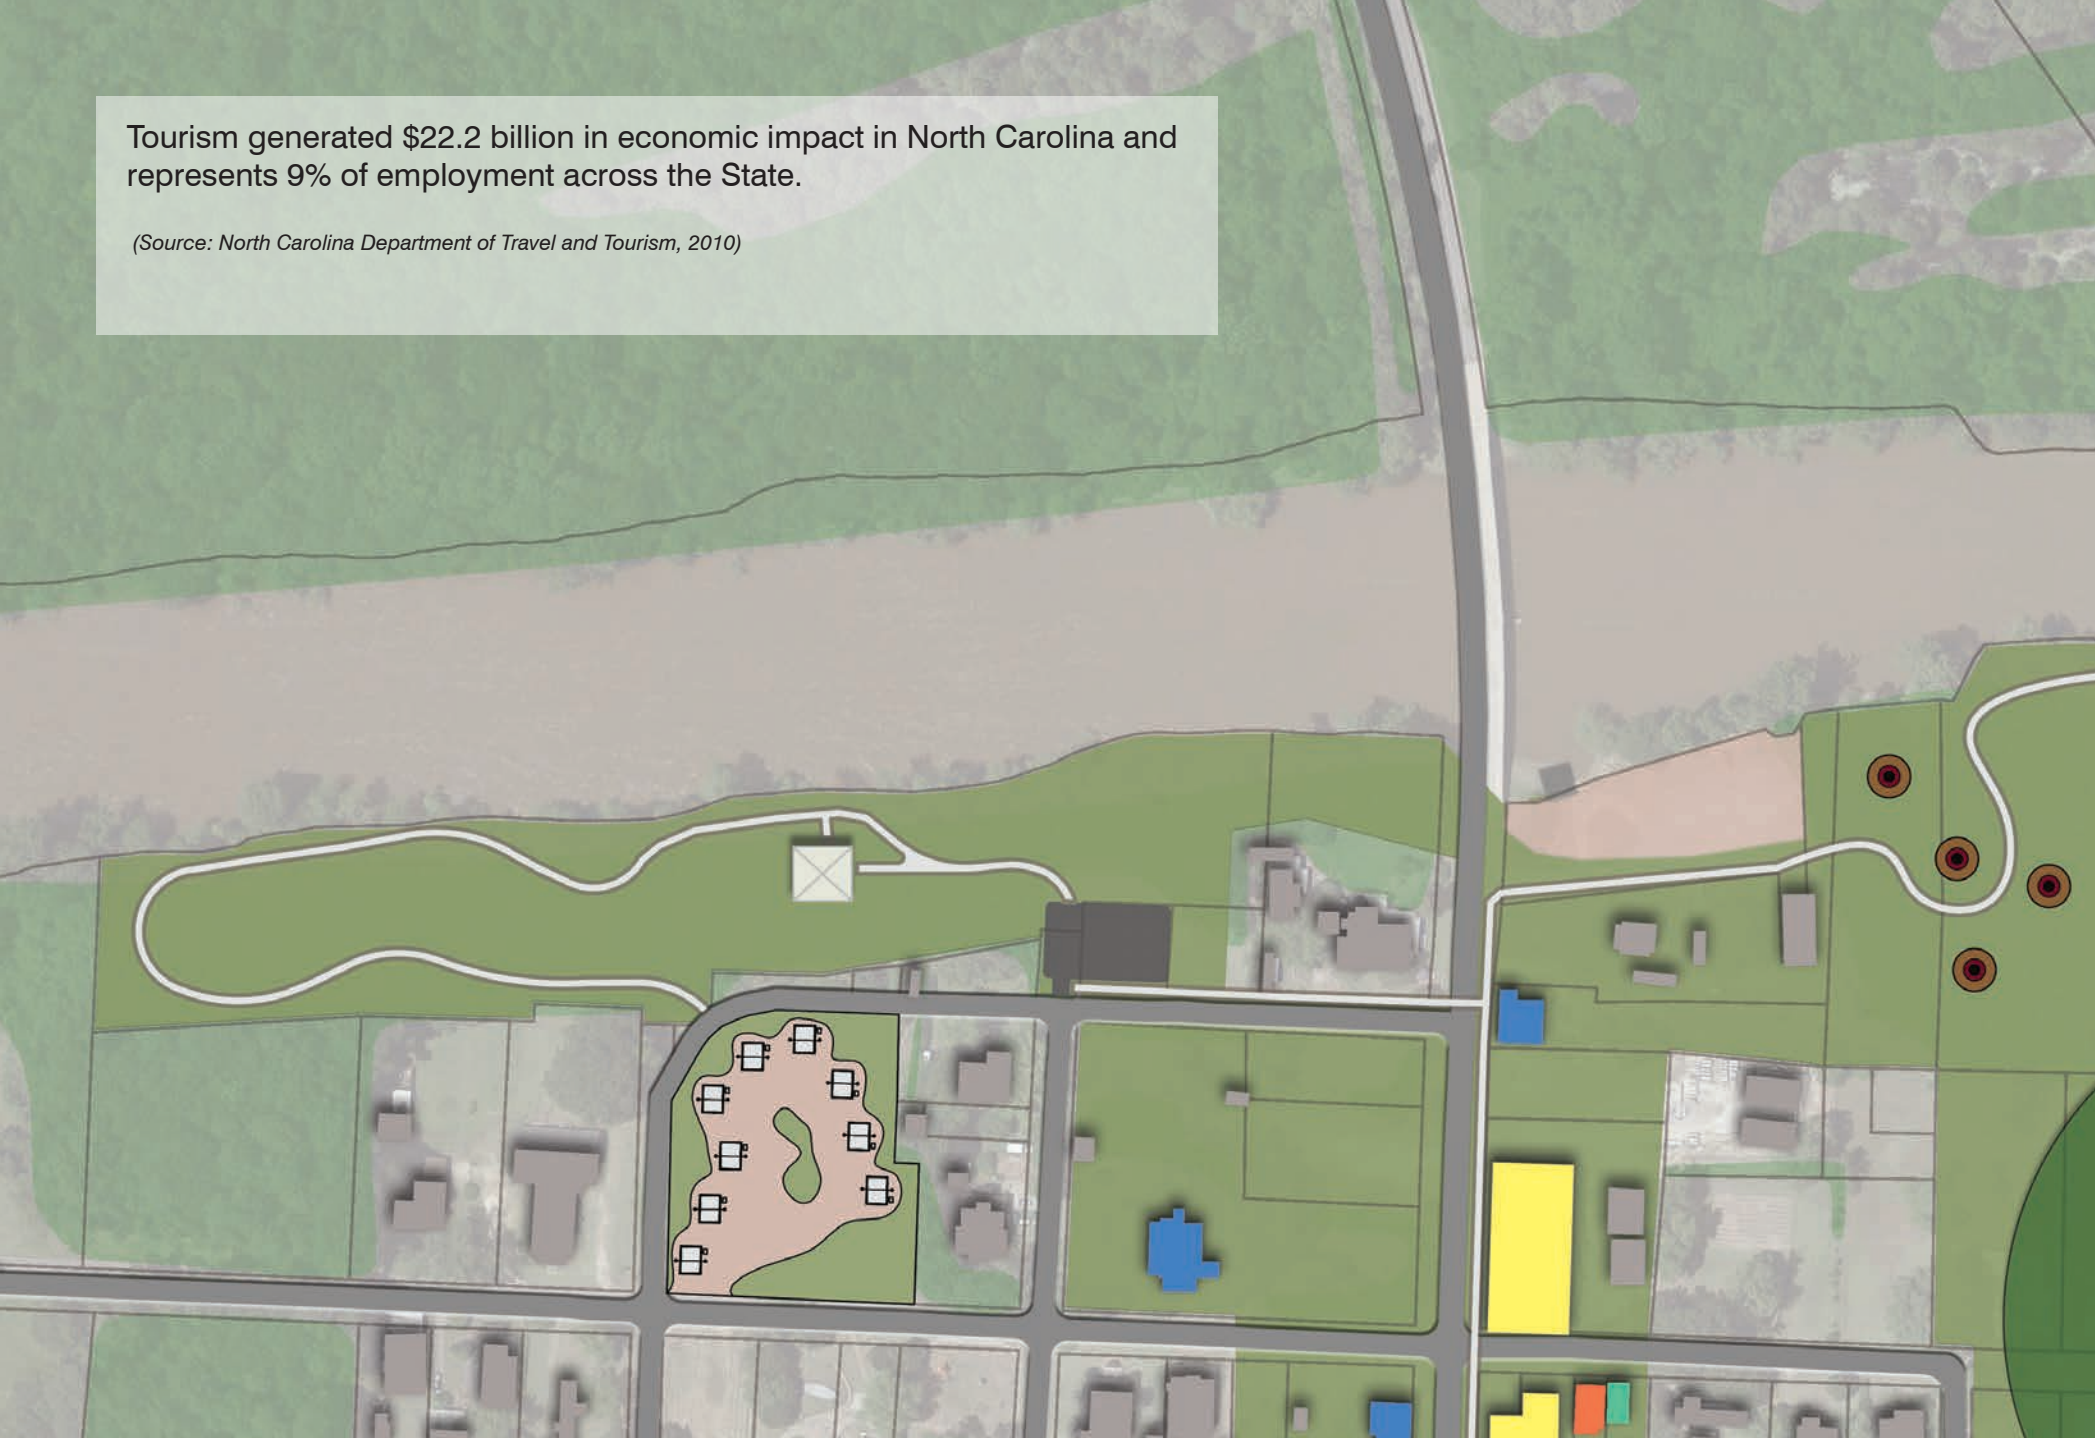 Tourism generated $22.2 billion in economic impact in North Carolina and
represents 9% of employment across the State.
(Source: North Carolina Department of Travel and Tourism, 2010)